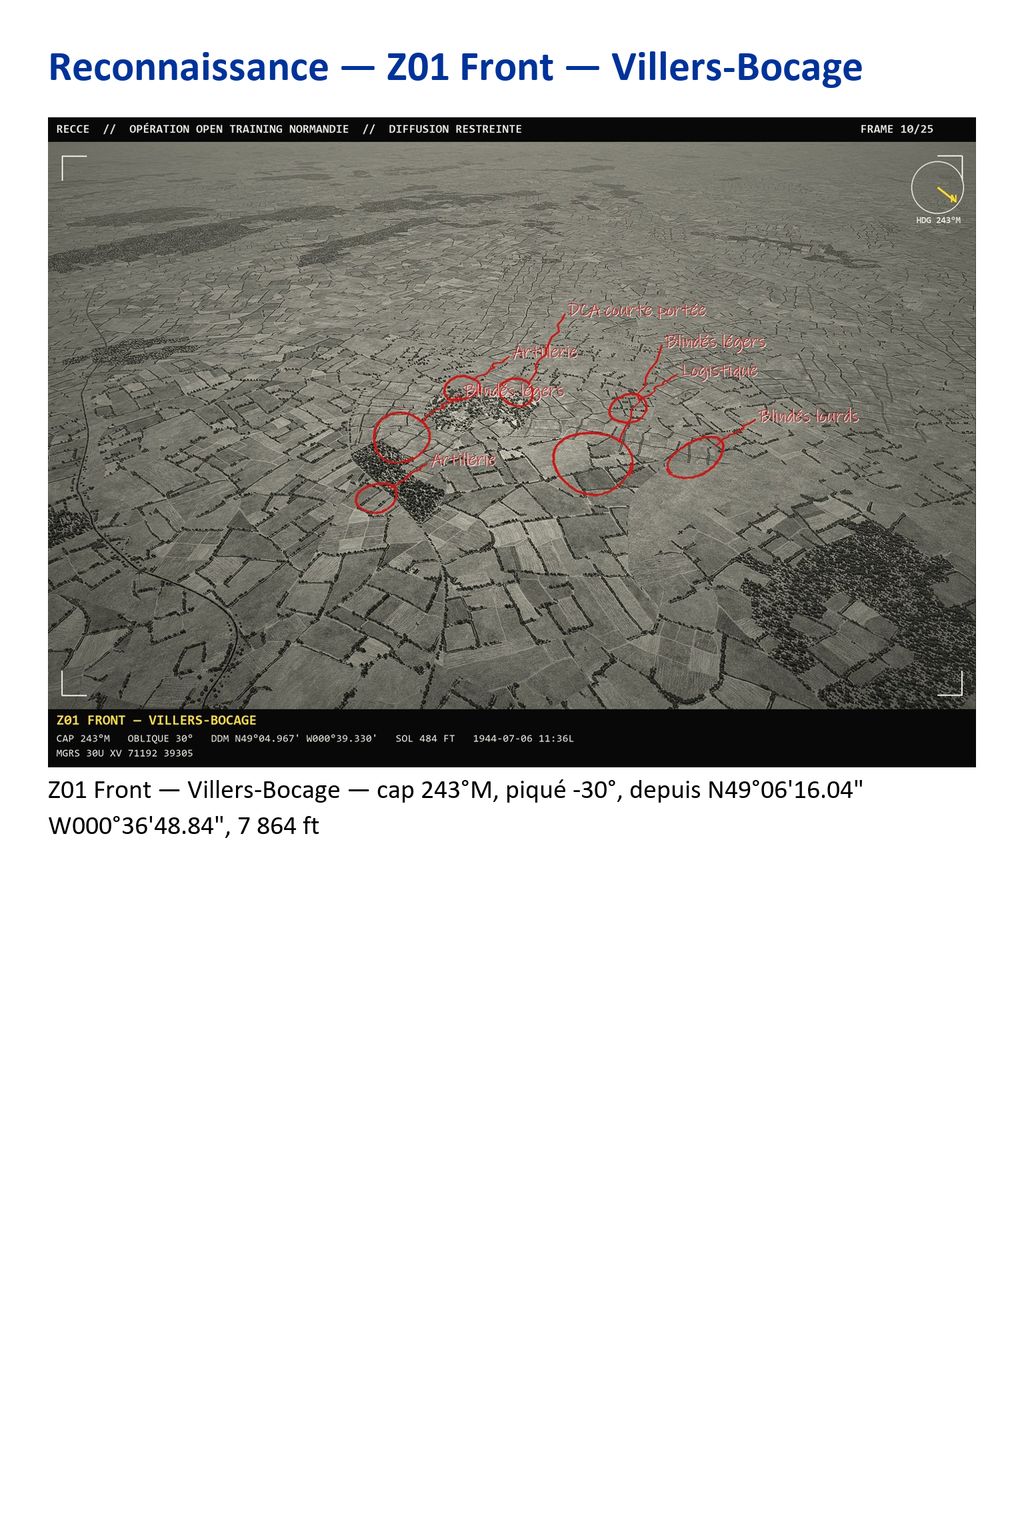 Reconnaissance — Z01 Front — Villers-Bocage
RECCE // OPÉRATION OPEN TRAINING NORMANDIE // DIFFUSION RESTREINTE
FRAME 10/25
N
HDG 243°M
DCA courte portée
Blindés légers
Artillerie
Logistique
Blindés légers
Blindés lourds
Artillerie
Z01 FRONT — VILLERS-BOCAGE
CAP 243°M OBLIQUE 30° DDM N49°04.967' W000°39.330' SOL 484 FT 1944-07-06 11:36L
MGRS 30U XV 71192 39305
Z01 Front — Villers-Bocage — cap 243°M, piqué -30°, depuis N49°06'16.04"
W000°36'48.84", 7 864 ft